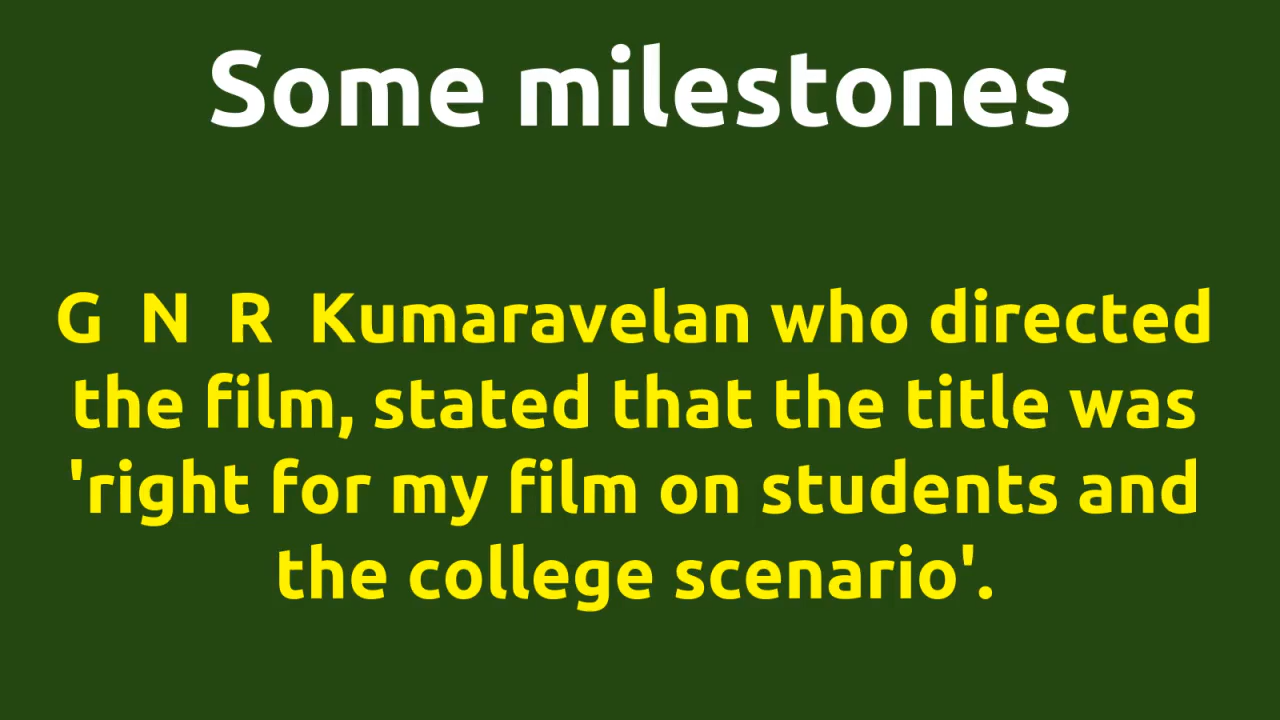 Some milestones
G N R Kumaravelan who directed
the film, stated that the title was
'right for my film on students and
the college scenario'.